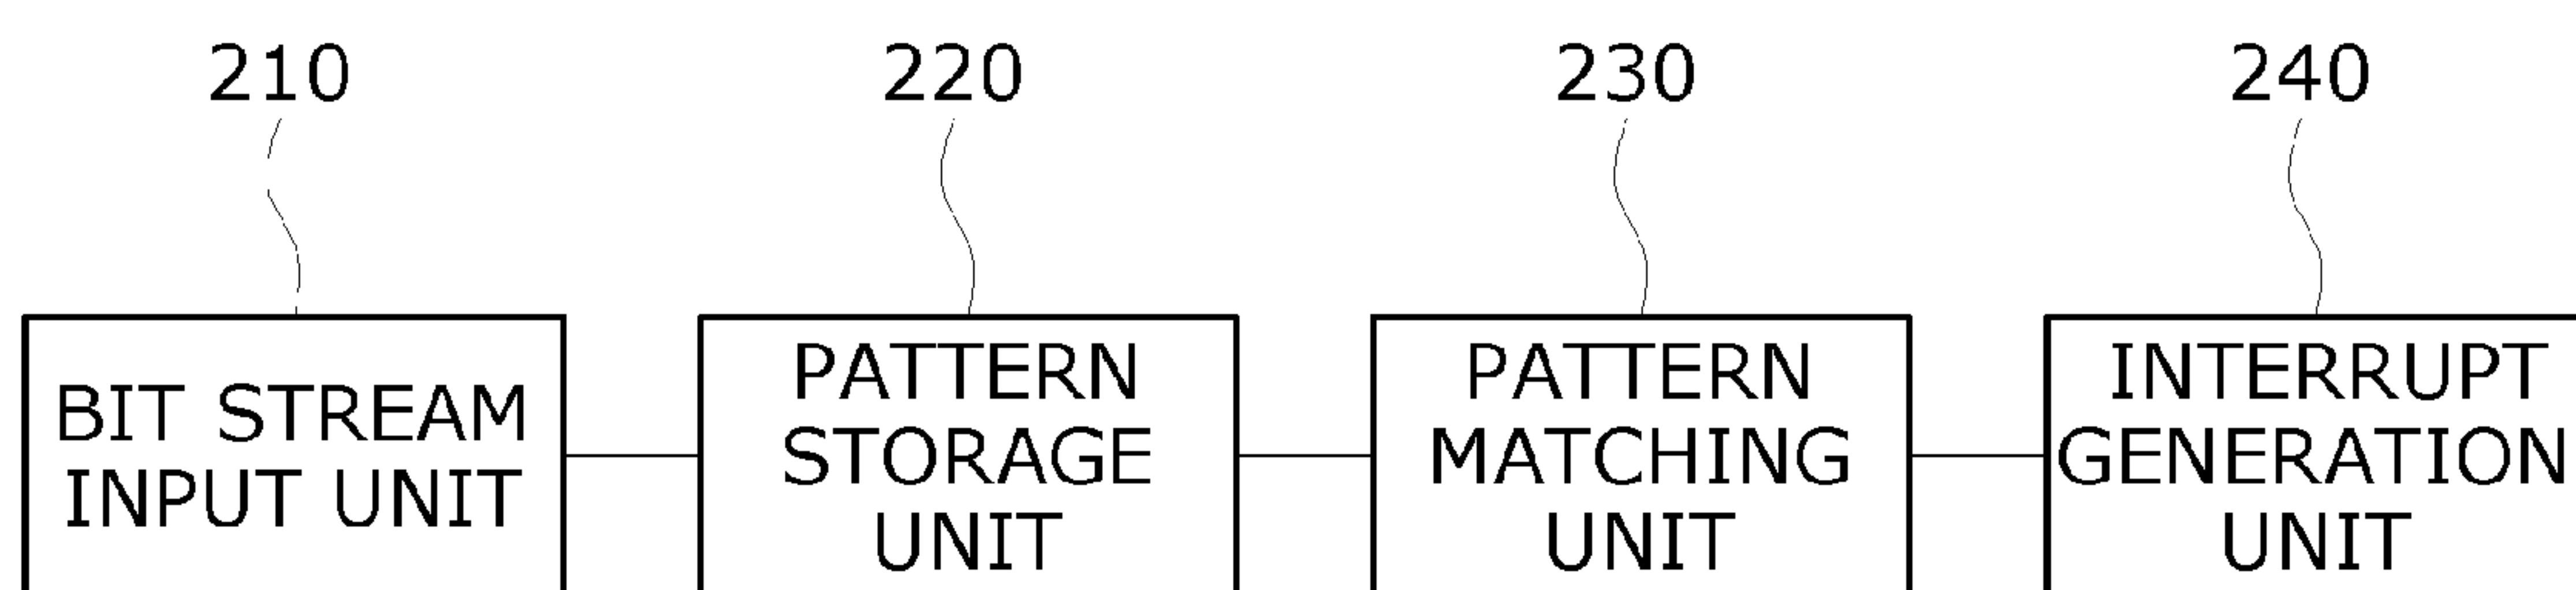 210
220
230
240
BIT STREAM
INPUT UNIT
PATTERN
STORAGE
UNIT
PATTERN
MATCHING
UNIT
INTERRUPT
GENERATION
UNIT